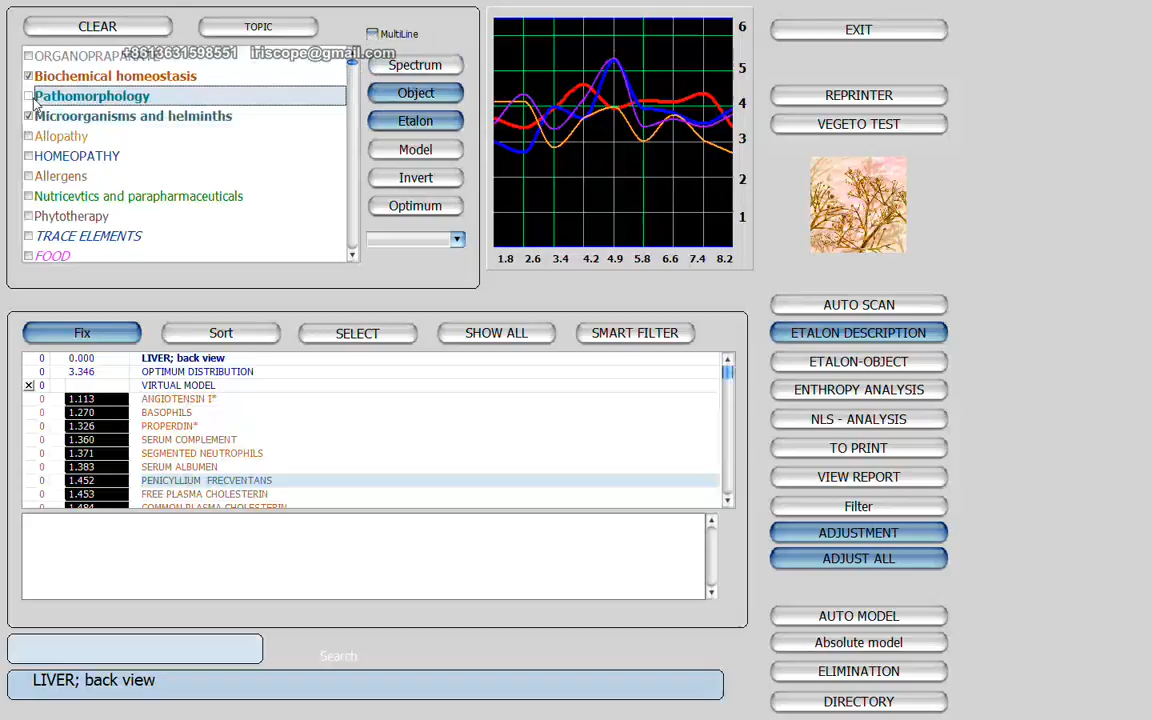 CLEAR
TOPIC
MultiLine
ORGANOPRAPARATE
+8613631598551 iriscope@gmail.com
Biochemical homeostasis
Pathomorphology
Microorganisms and helminths
Allopathy
HOMEOPATHY
Allergens
Nutricevtics and parapharmaceuticals
Phytotherapy
TRACE ELEMENTS
FOOD
Spectrum
Object
Etalon
Model
Invert
Optimum
6
5
4
3
2
1
1.8 2.6 3.4 4.2 4.9 5.8 6.6 7.4 8.2
EXIT
REPRINTER
VEGETO TEST
Fix
Sort
SELECT
SHOW ALL
SMART FILTER
0 0.000 LIVER; back view
0 3.346 OPTIMUM DISTRIBUTION
0 VIRTUAL MODEL
0 1.113 ANGIOTENSIN I*
0 1.270 BASOPHILS
0 1.326 PROPERDIN*
0 1.360 SERUM COMPLEMENT
0 1.371 SEGMENTED NEUTROPHILS
0 1.383 SERUM ALBUMEN
0 1.452 PENICYLLIUM FRECVENTANS
0 1.453 FREE PLASMA CHOLESTERIN
0 1.484 COMMON PLASMA CHOLESTERIN
Search
LIVER; back view
AUTO SCAN
ETALON DESCRIPTION
ETALON-OBJECT
ENTHROPY ANALYSIS
NLS - ANALYSIS
TO PRINT
VIEW REPORT
Filter
ADJUSTMENT
ADJUST ALL
AUTO MODEL
Absolute model
ELIMINATION
DIRECTORY